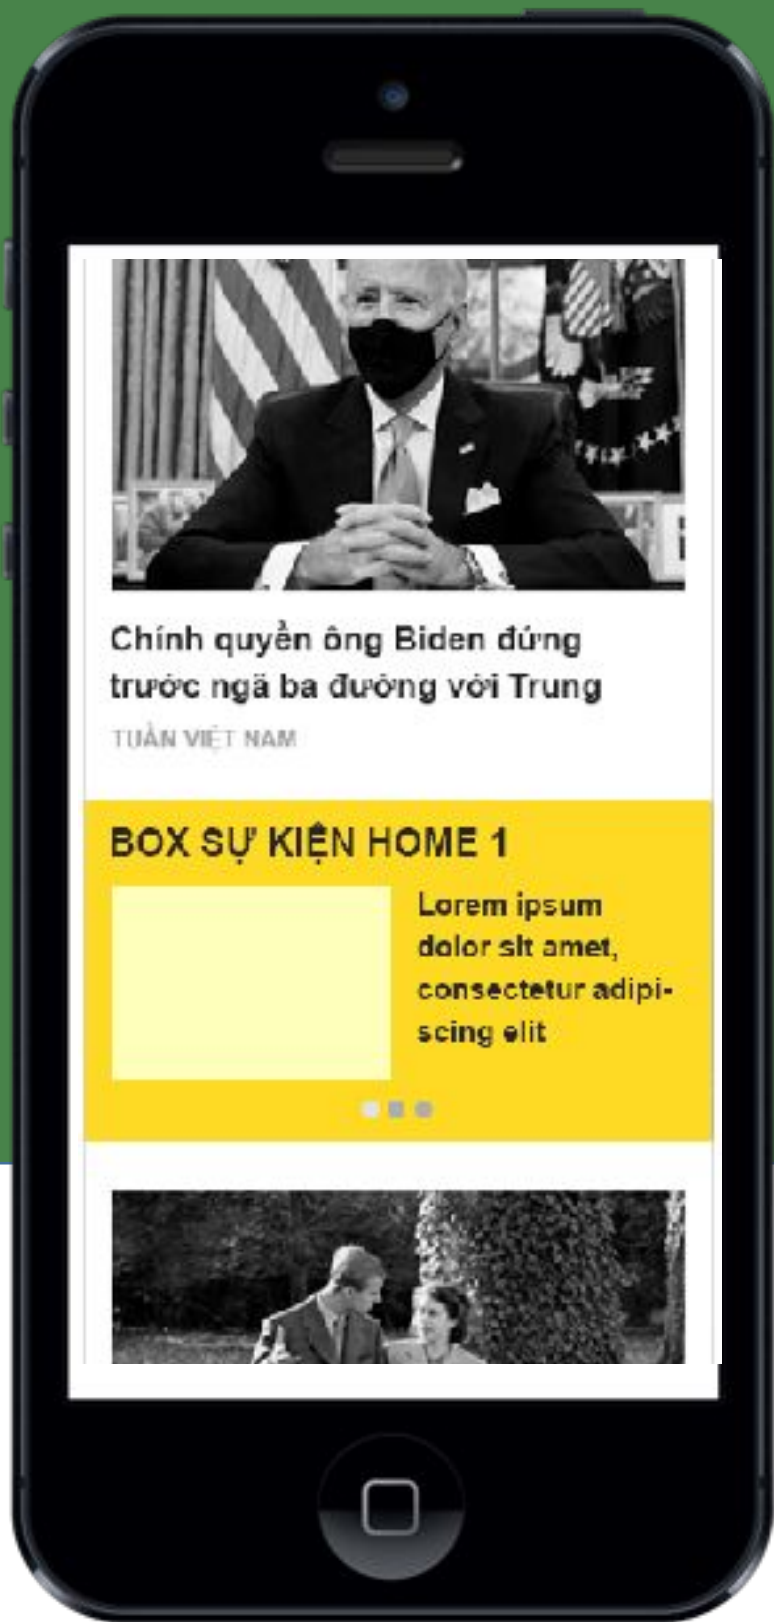 Chính quyền ông Biden đứng
trước ngã ba đường với Trung
TUẦN VIỆT NAM
BOX SỰ KIỆN HOME 1
Lorem ipsum
dolor sit amet,
consectetur adipi-
scing elit